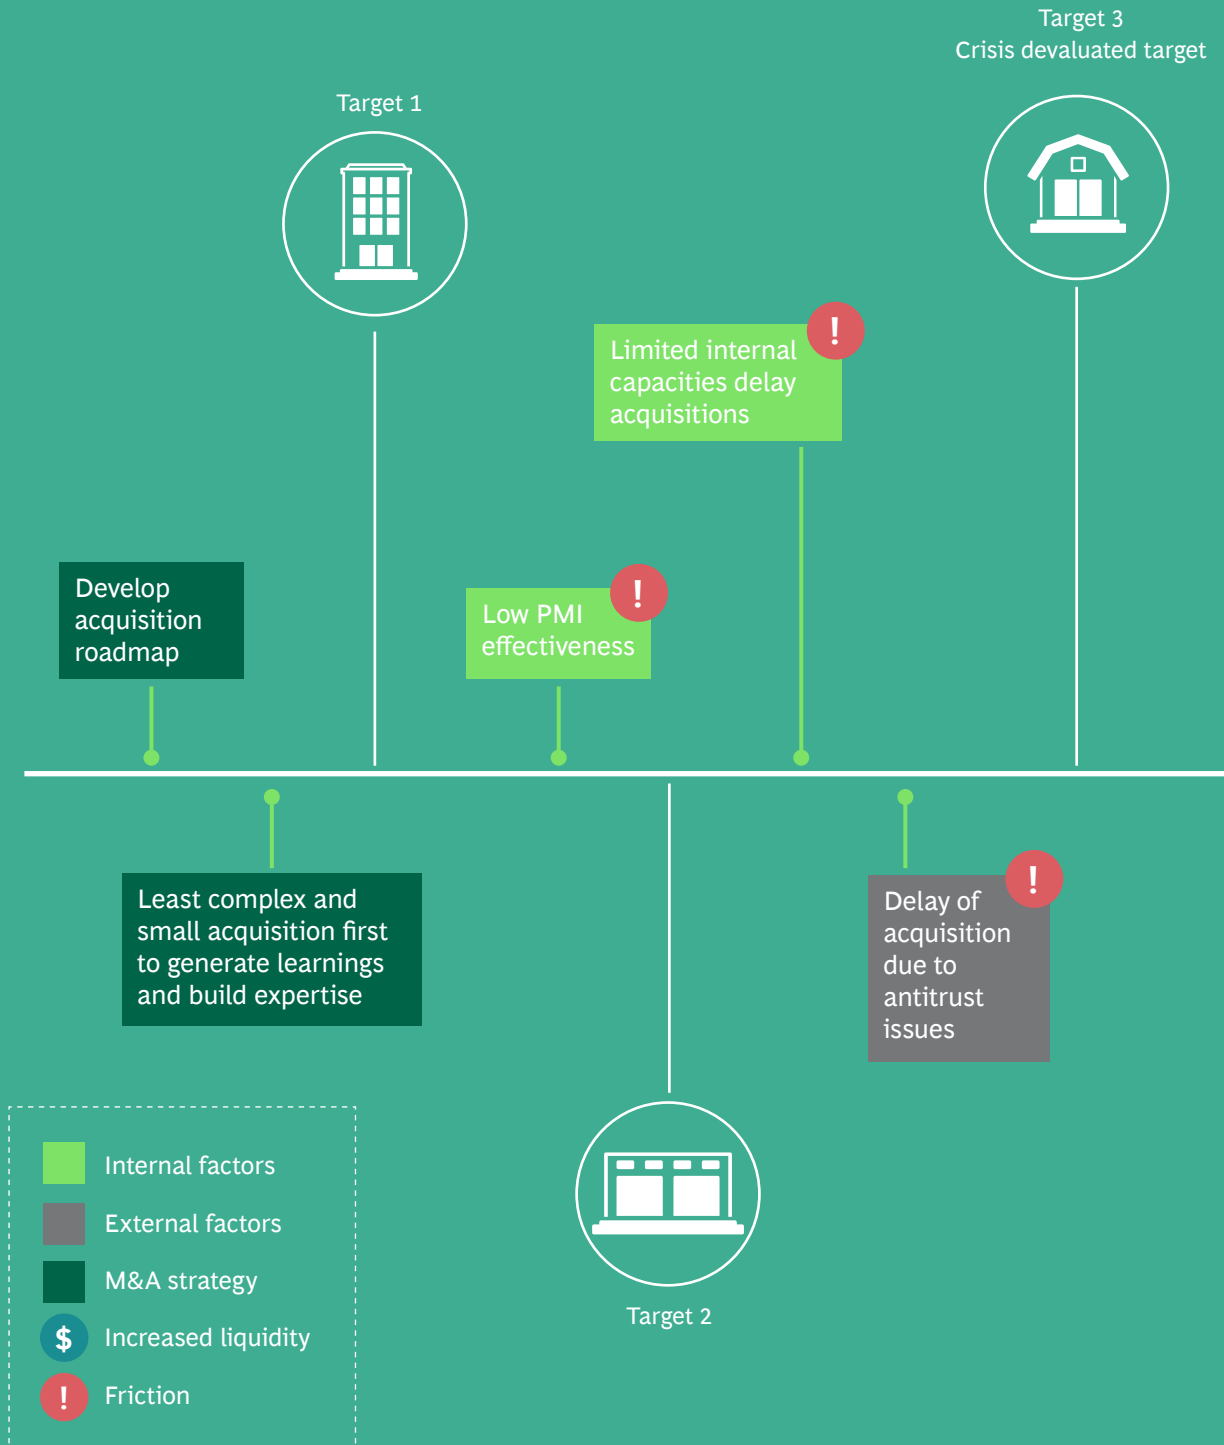 Target 3
Crisis devaluated target
Target 1
!
Limited internal
capacities delay
acquisitions
Develop
acquisition
roadmap
!
Low PMI
effectiveness
Least complex and
small acquisition first
to generate learnings
and build expertise
!
Delay of
acquisition
due to
antitrust
issues
Target 2
Internal factors
External factors
M&A strategy
$ Increased liquidity
! Friction